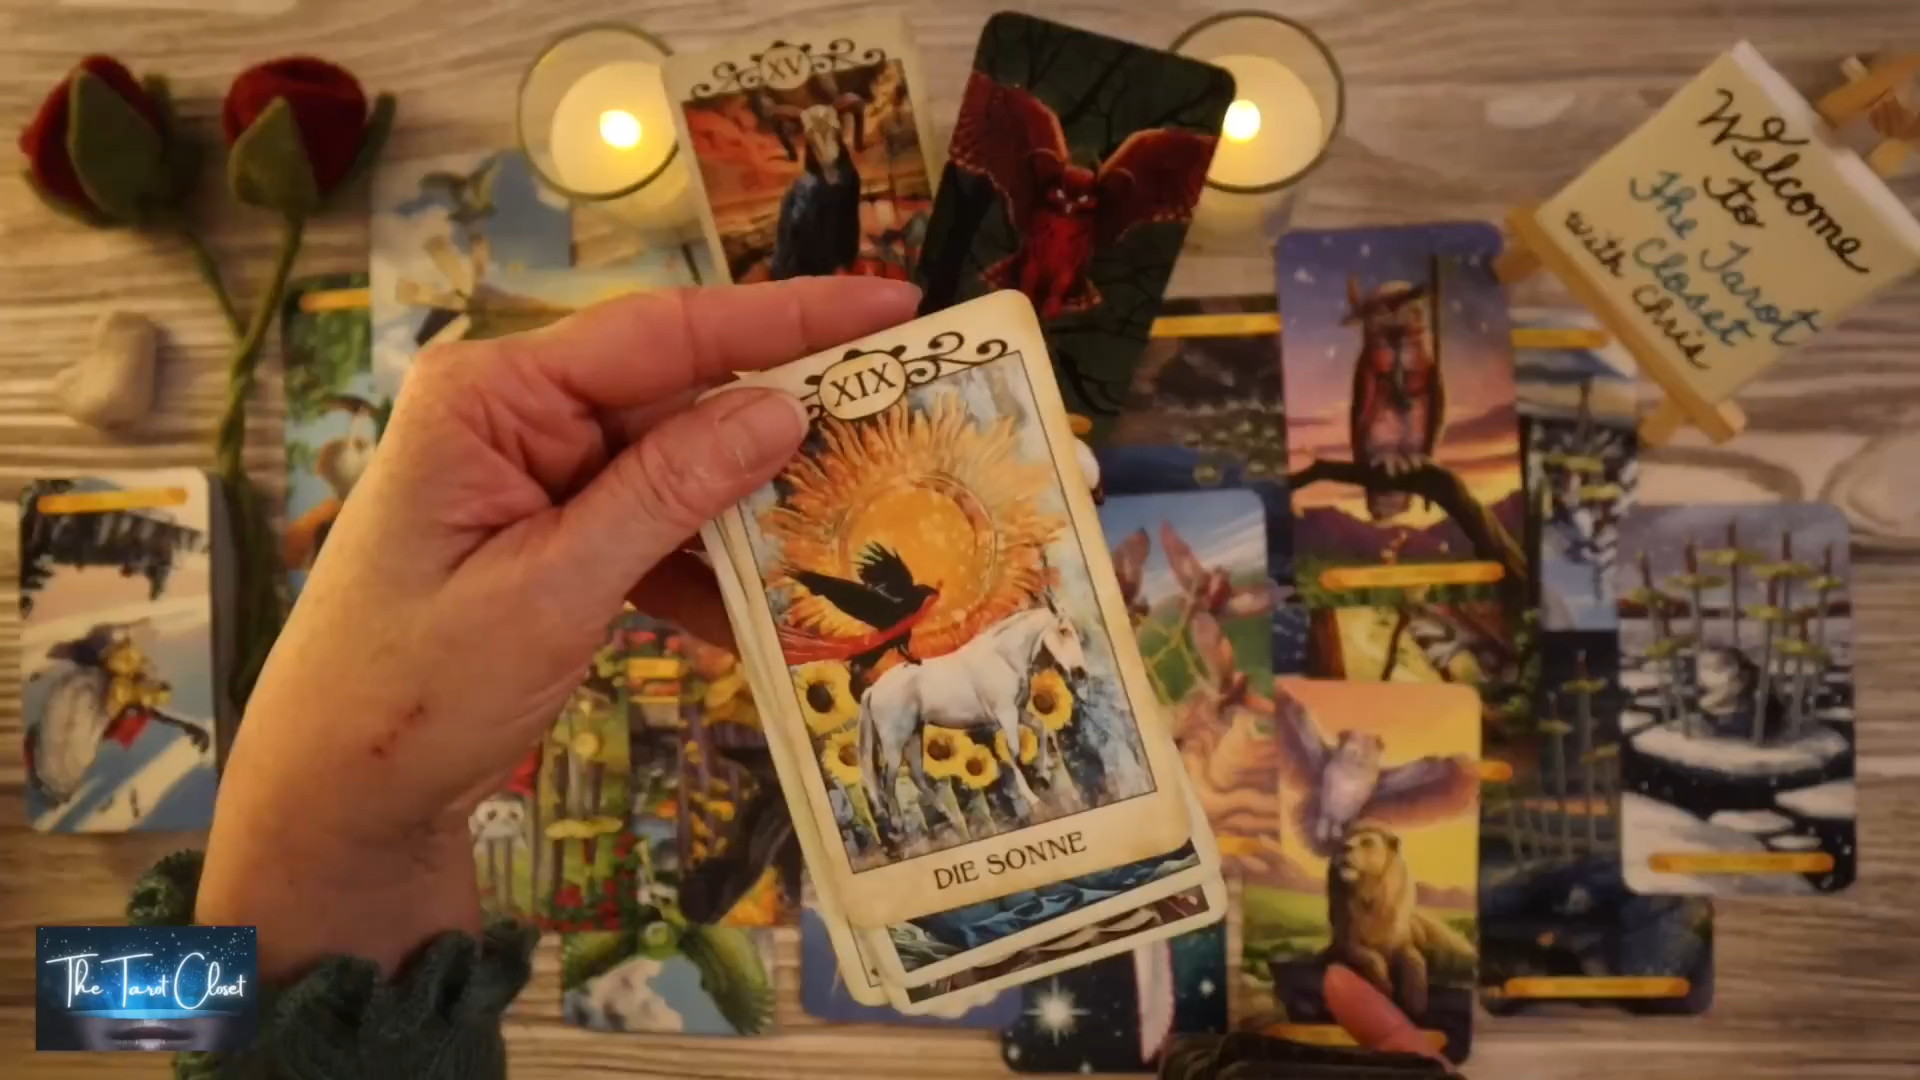 XV
Welcome
to
The Tarot
Closet
with Chris
XIX
DIE SONNE
The Tarot Closet